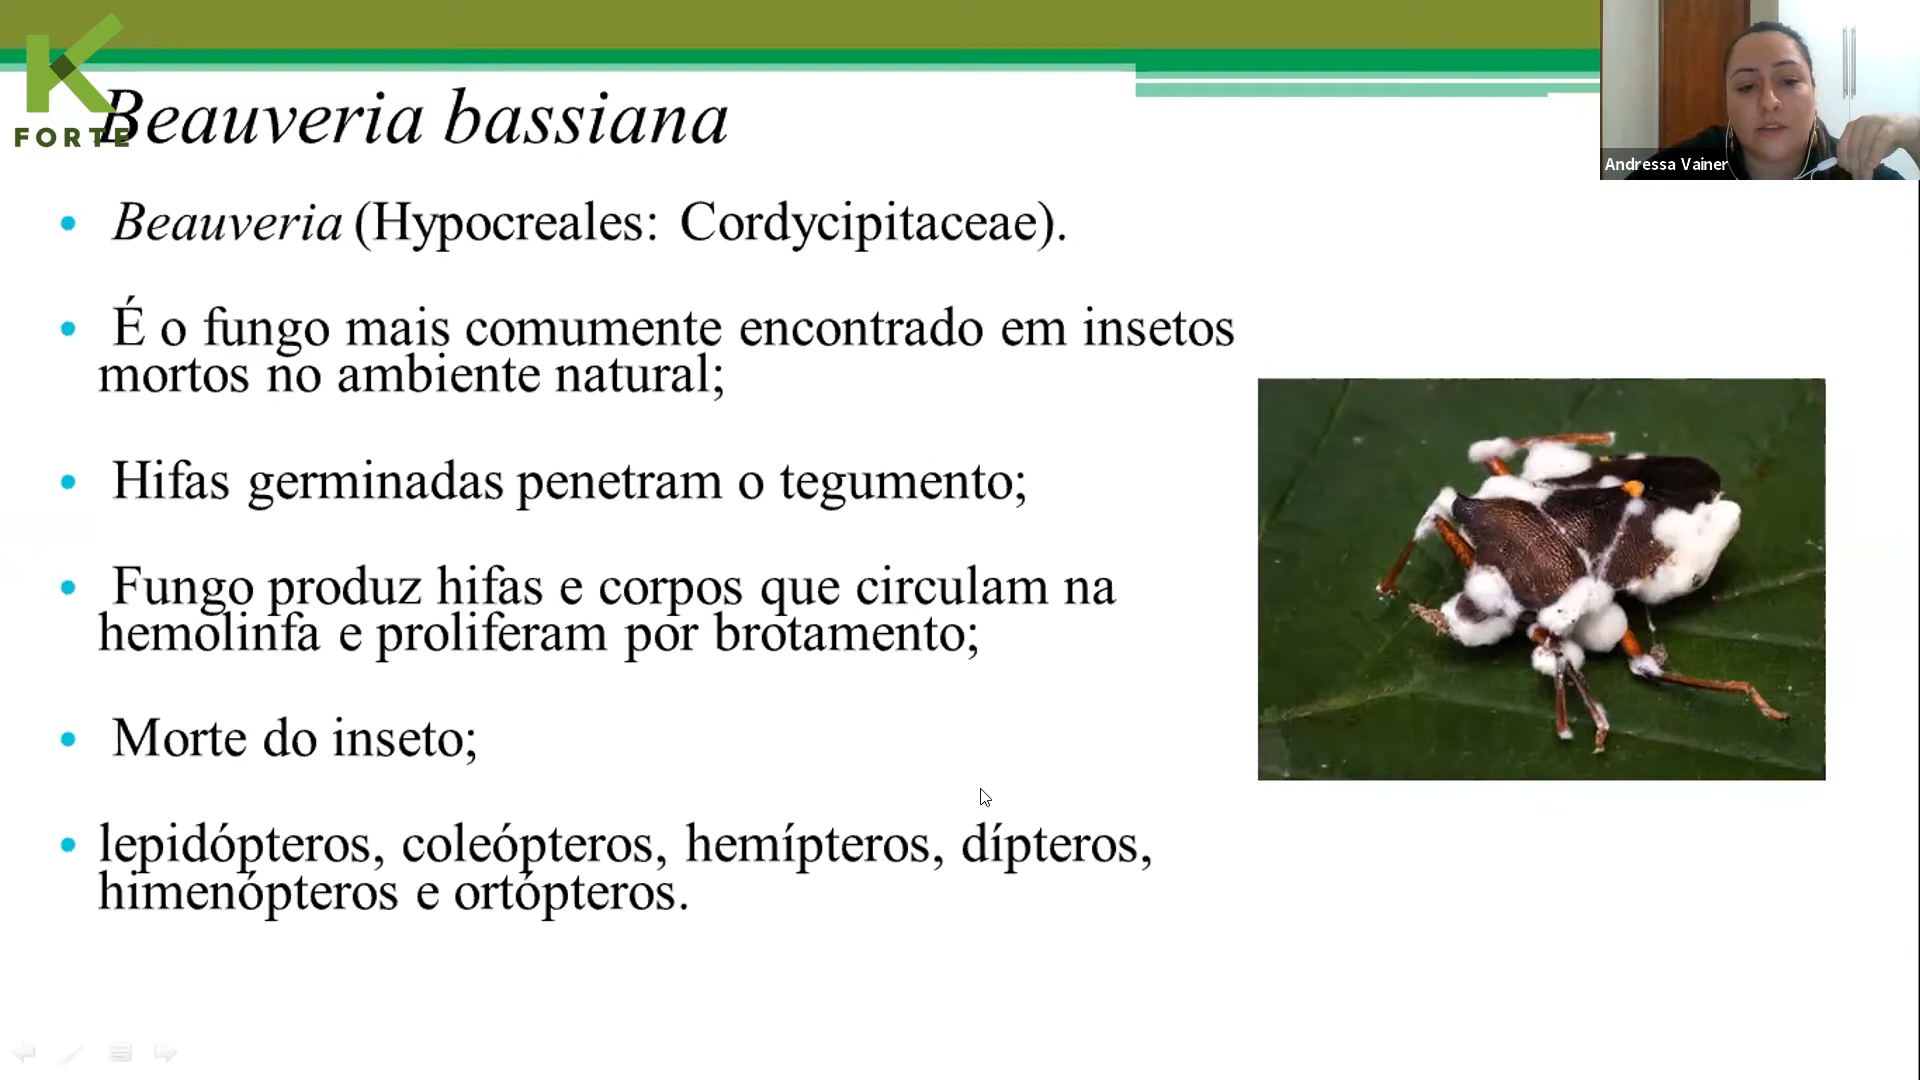 K
FORTE
Beauveria bassiana
Andressa Vainer
• Beauveria (Hypocreales: Cordycipitaceae).
• É o fungo mais comumente encontrado em insetos
mortos no ambiente natural;
• Hifas germinadas penetram o tegumento;
• Fungo produz hifas e corpos que circulam na
hemolinfa e proliferam por brotamento;
• Morte do inseto;
• lepidópteros, coleópteros, hemípteros, dípteros,
himenópteros e ortópteros.